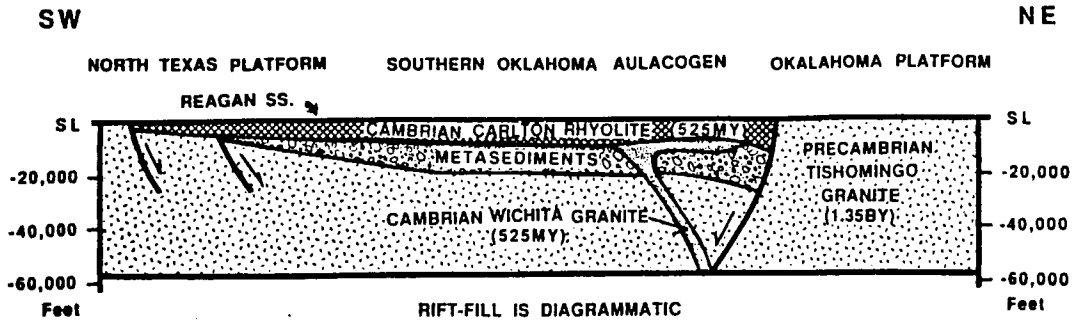 SW
NE
NORTH TEXAS PLATFORM
SOUTHERN OKLAHOMA AULACOGEN
OKALAHOMA PLATFORM
REAGAN SS.
SL
SL
CAMBRIAN CARLTON RHYOLITE (525MY)
METASEDIMENTS
PRECAMBRIAN
TISHOMINGO
GRANITE
(1.35BY)
-20,000
-20,000
CAMBRIAN WICHITA GRANITE
(525MY)
-40,000
-40,000
-60,000
-60,000
Feet
RIFT-FILL IS DIAGRAMMATIC
Feet